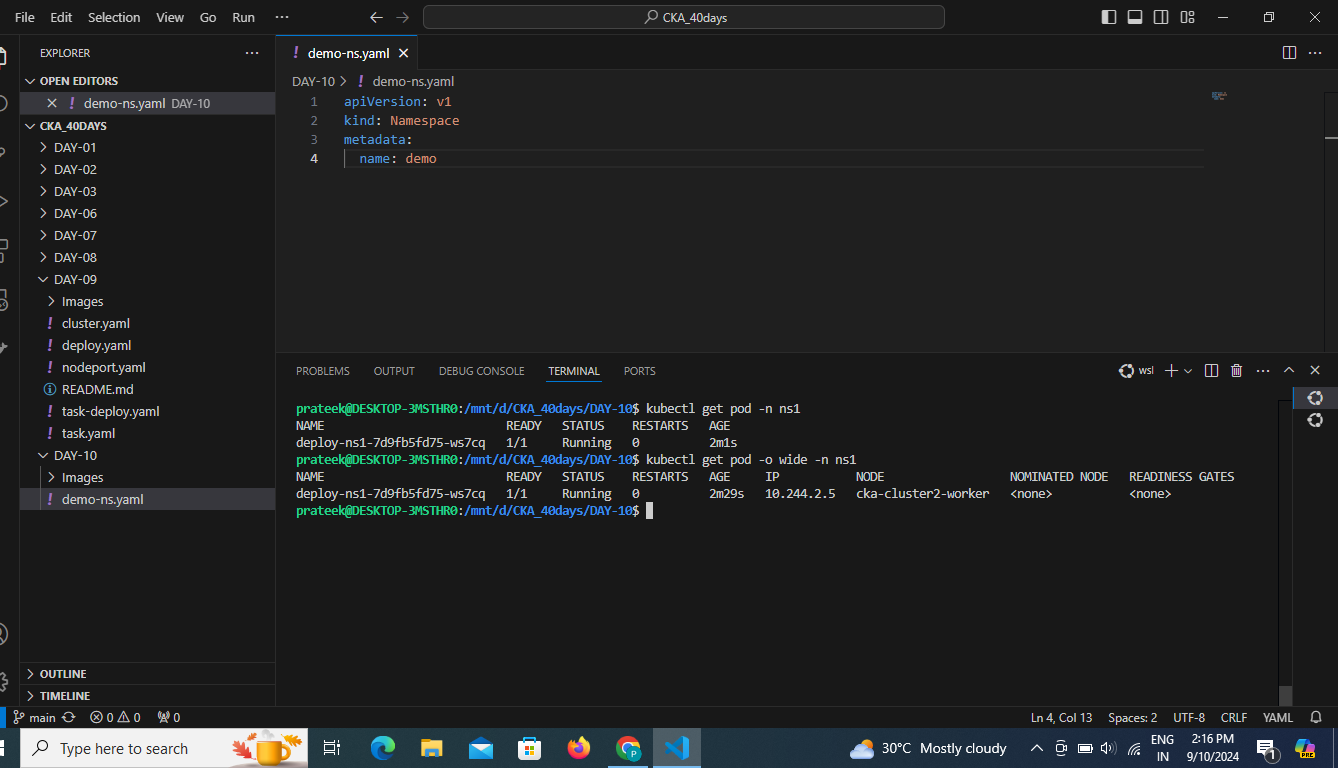 File Edit Selection View Go Run ··· CKA_40days
EXPLORER ···
OPEN EDITORS
demo-ns.yaml DAY-10
CKA_40DAYS
DAY-01
DAY-02
DAY-03
DAY-06
DAY-07
DAY-08
DAY-09
Images
cluster.yaml
deploy.yaml
nodeport.yaml
README.md
task-deploy.yaml
task.yaml
DAY-10
Images
demo-ns.yaml
OUTLINE
TIMELINE
! demo-ns.yaml
DAY-10 > ! demo-ns.yaml
1 apiVersion: v1
2 kind: Namespace
3 metadata:
4 name: demo
PROBLEMS OUTPUT DEBUG CONSOLE TERMINAL PORTS wsl
prateek@DESKTOP-3MSTHR0:/mnt/d/CKA_40days/DAY-10$ kubectl get pod -n ns1
NAME READY STATUS RESTARTS AGE
deploy-ns1-7d9fb5fd75-ws7cq 1/1 Running 0 2m1s
prateek@DESKTOP-3MSTHR0:/mnt/d/CKA_40days/DAY-10$ kubectl get pod -o wide -n ns1
NAME READY STATUS RESTARTS AGE IP NODE NOMINATED NODE READINESS GATES
deploy-ns1-7d9fb5fd75-ws7cq 1/1 Running 0 2m29s 10.244.2.5 cka-cluster2-worker <none> <none>
prateek@DESKTOP-3MSTHR0:/mnt/d/CKA_40days/DAY-10$
main 0 0 0 Ln 4, Col 13 Spaces: 2 UTF-8 CRLF YAML
Type here to search 30°C Mostly cloudy ENG 2:16 PM
IN 9/10/2024 1 PRE